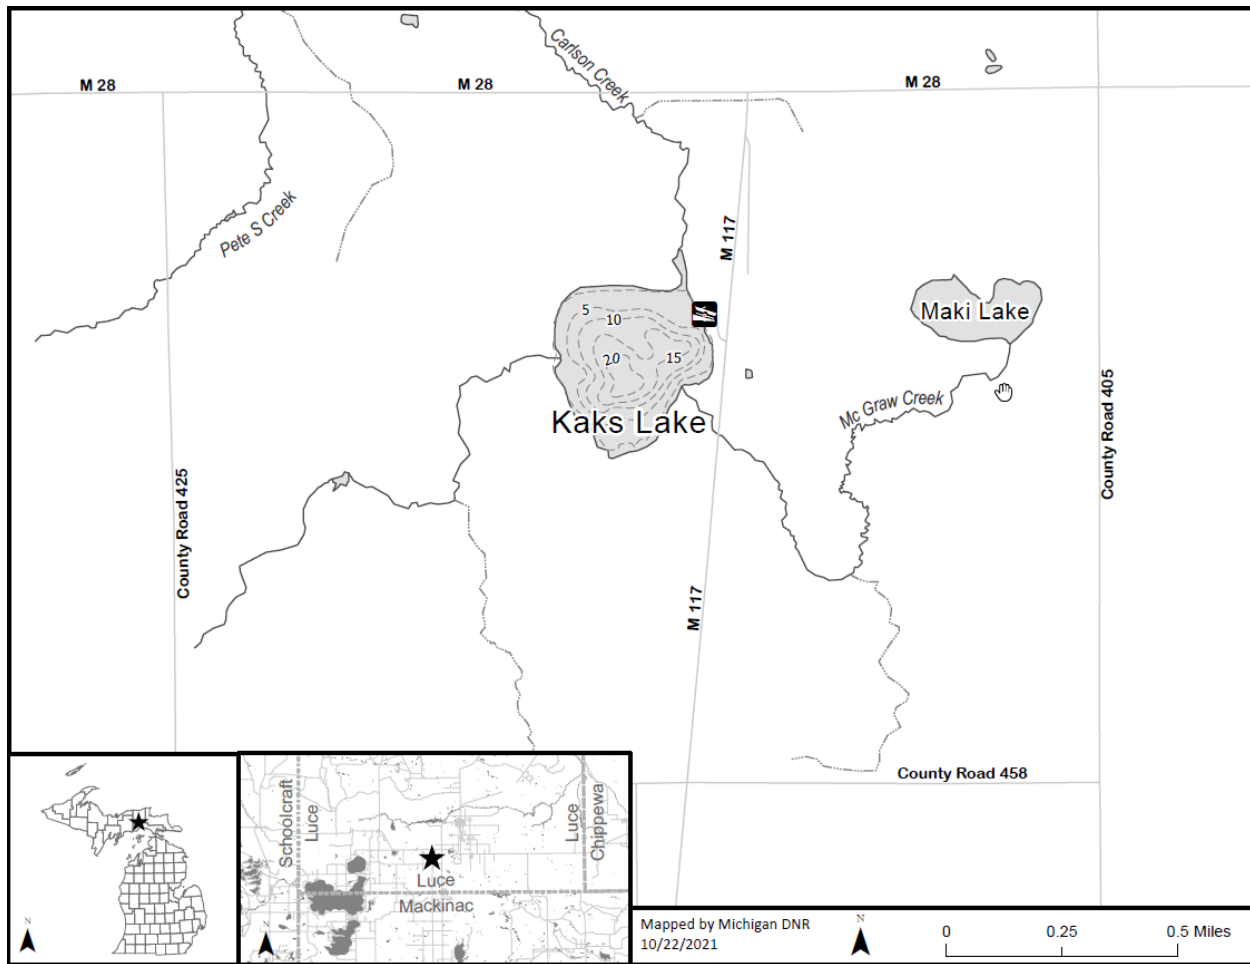 Carlson Creek
M 28
M 28
M 28
Pete S Creek
M 117
5
10
20
15
Maki Lake
Kaks Lake
Mc Graw Creek
County Road 405
County Road 425
M 117
County Road 458
Schoolcraft
Luce
Luce
Chippewa
Luce
Mackinac
N
N
N
Mapped by Michigan DNR
10/22/2021
0 0.25 0.5 Miles